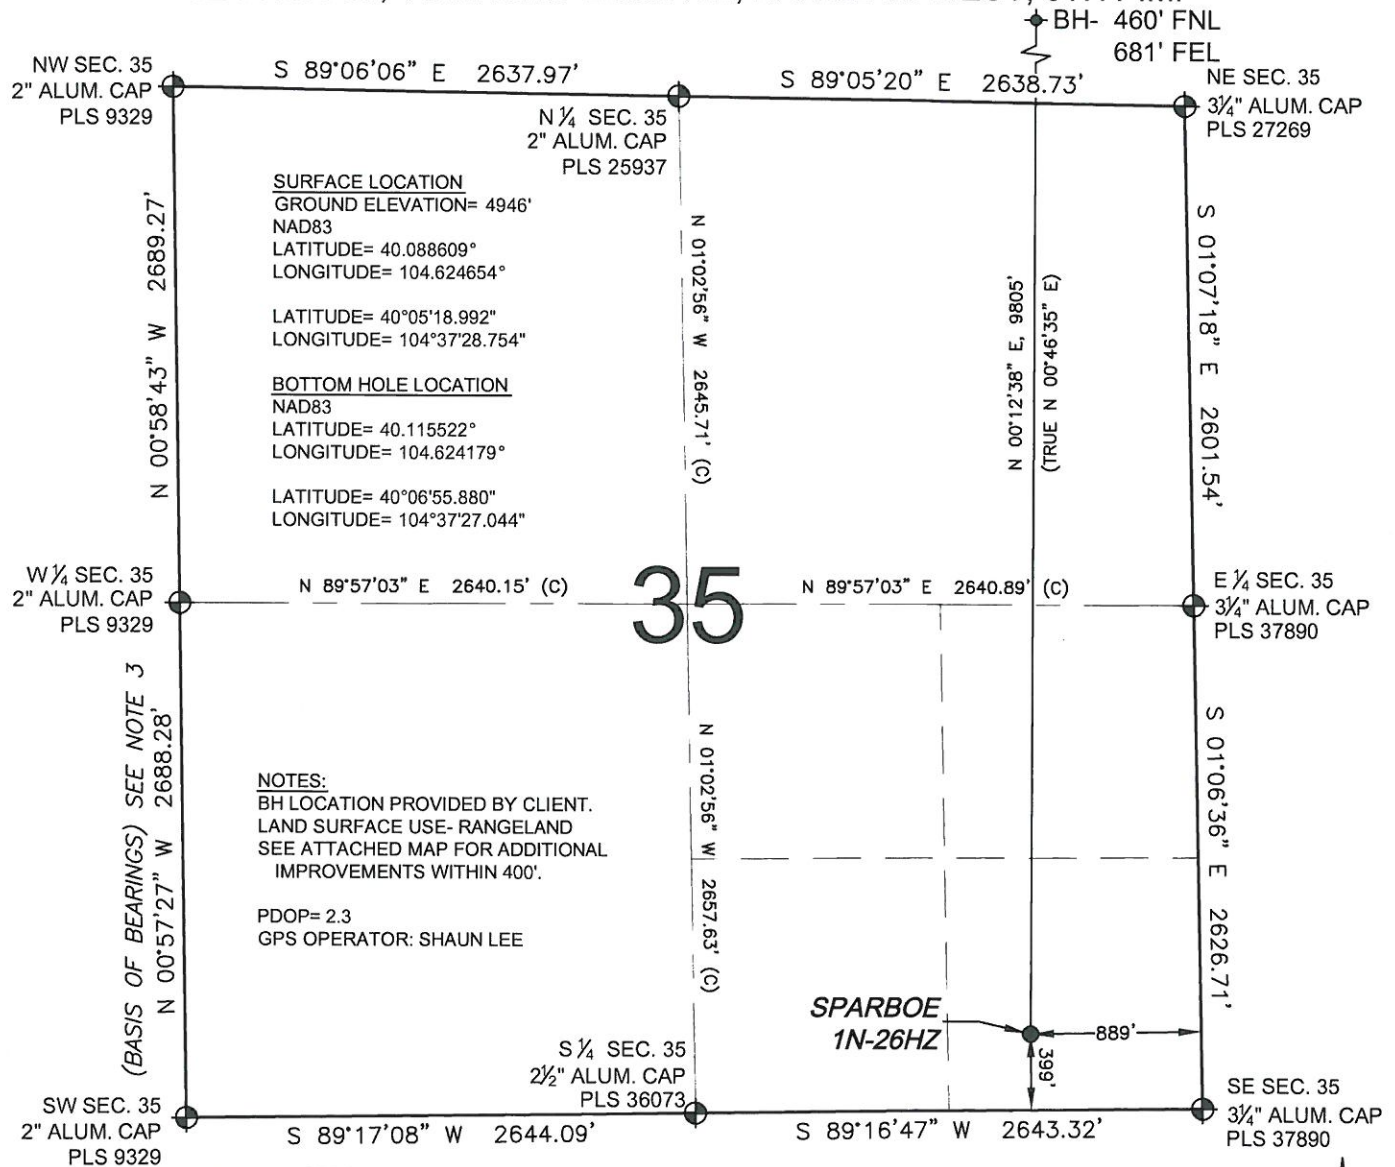 BH- 460' FNL
681' FEL
NW SEC. 35
2" ALUM. CAP
PLS 9329
S 89°06'06" E 2637.97'
S 89°05'20" E 2638.73'
NE SEC. 35
3¼" ALUM. CAP
PLS 27269
N ¼ SEC. 35
2" ALUM. CAP
PLS 25937
SURFACE LOCATION
GROUND ELEVATION= 4946'
NAD83
LATITUDE= 40.088609°
LONGITUDE= 104.624654°
LATITUDE= 40°05'18.992"
LONGITUDE= 104°37'28.754"
BOTTOM HOLE LOCATION
NAD83
LATITUDE= 40.115522°
LONGITUDE= 104.624179°
LATITUDE= 40°06'55.880"
LONGITUDE= 104°37'27.044"
N 00°58'43" W 2689.27'
N 01°02'56" W 2645.71' (C)
N 00°12'38" E, 9805'
(TRUE N 00°46'35" E)
S 01°07'18" E 2601.54'
W ¼ SEC. 35
2" ALUM. CAP
PLS 9329
N 89°57'03" E 2640.15' (C)
35
N 89°57'03" E 2640.89' (C)
E ¼ SEC. 35
3¼" ALUM. CAP
PLS 37890
(BASIS OF BEARINGS) SEE NOTE 3
N 00°57'27" W 2688.28'
NOTES:
BH LOCATION PROVIDED BY CLIENT.
LAND SURFACE USE- RANGELAND
SEE ATTACHED MAP FOR ADDITIONAL
IMPROVEMENTS WITHIN 400'.
PDOP= 2.3
GPS OPERATOR: SHAUN LEE
N 01°02'56" W 2657.63' (C)
S 01°06'36" E 2626.71'
SPARBOE
1N-26HZ
889'
399'
S ¼ SEC. 35
2½" ALUM. CAP
PLS 36073
SW SEC. 35
2" ALUM. CAP
PLS 9329
S 89°17'08" W 2644.09'
S 89°16'47" W 2643.32'
SE SEC. 35
3¼" ALUM. CAP
PLS 37890